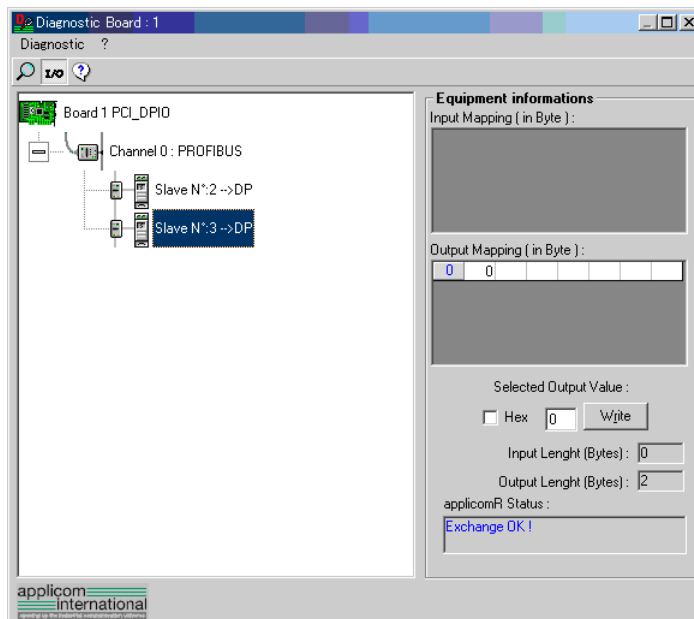 Diagnostic Board : 1
Diagnostic ?
I/O
Board 1 PCI_DPIO
Channel 0 : PROFIBUS
Slave N°:2 -->DP
Slave N°:3 -->DP
Equipment informations
Input Mapping ( in Byte ) :
Output Mapping ( in Byte ) :
0 0
Selected Output Value :
Hex 0 Write
Input Lenght (Bytes) : 0
Output Lenght (Bytes) : 2
applicomR Status :
Exchange OK !
applicom
international